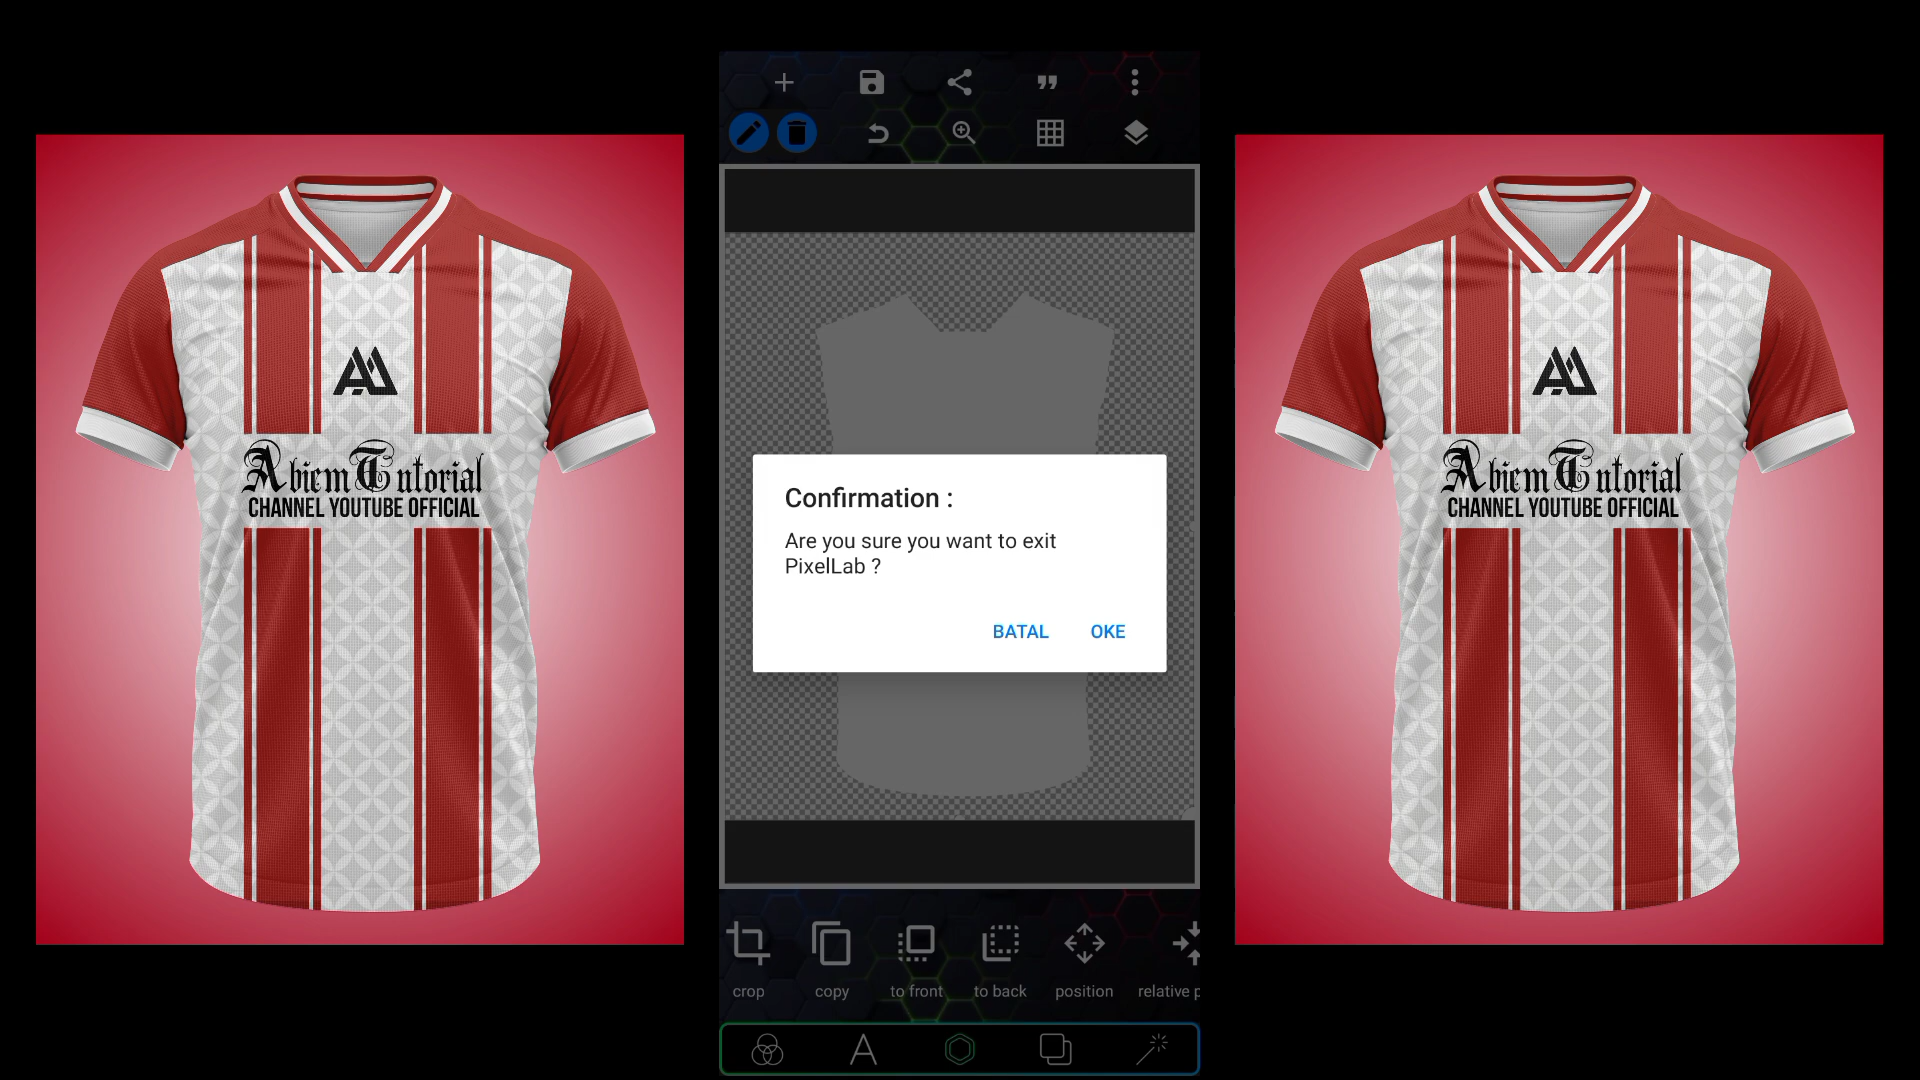 Abiem Tutorial
CHANNEL YOUTUBE OFFICIAL
Confirmation :
Are you sure you want to exit
PixelLab ?
BATAL
OKE
crop
copy
to front
to back
position
relative p
Abiem Tutorial
CHANNEL YOUTUBE OFFICIAL